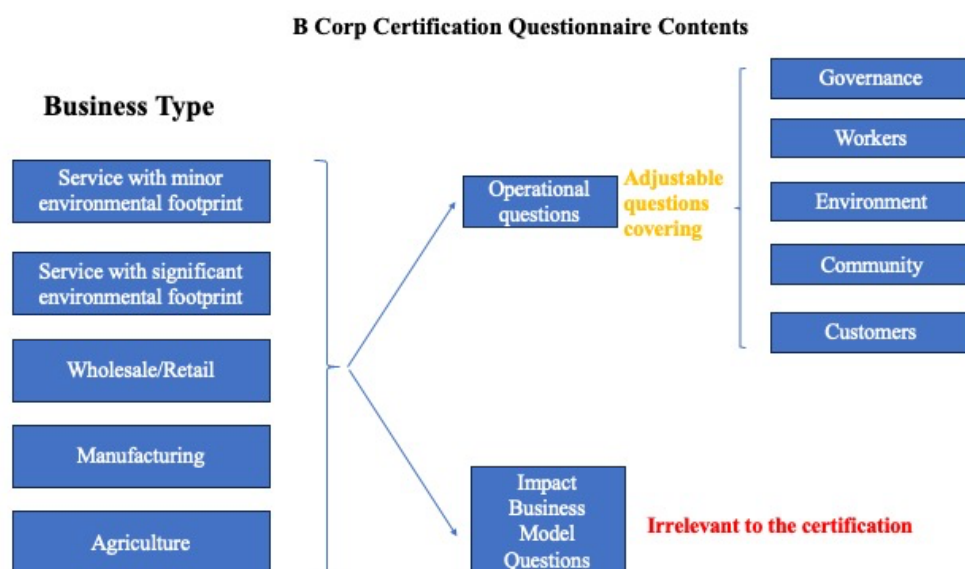 B Corp Certification Questionnaire Contents
Business Type
Service with minor
environmental footprint
Service with significant
environmental footprint
Wholesale/Retail
Manufacturing
Agriculture
Operational
questions
Adjustable
questions
covering
Governance
Workers
Environment
Community
Customers
Impact
Business
Model
Questions
Irrelevant to the certification